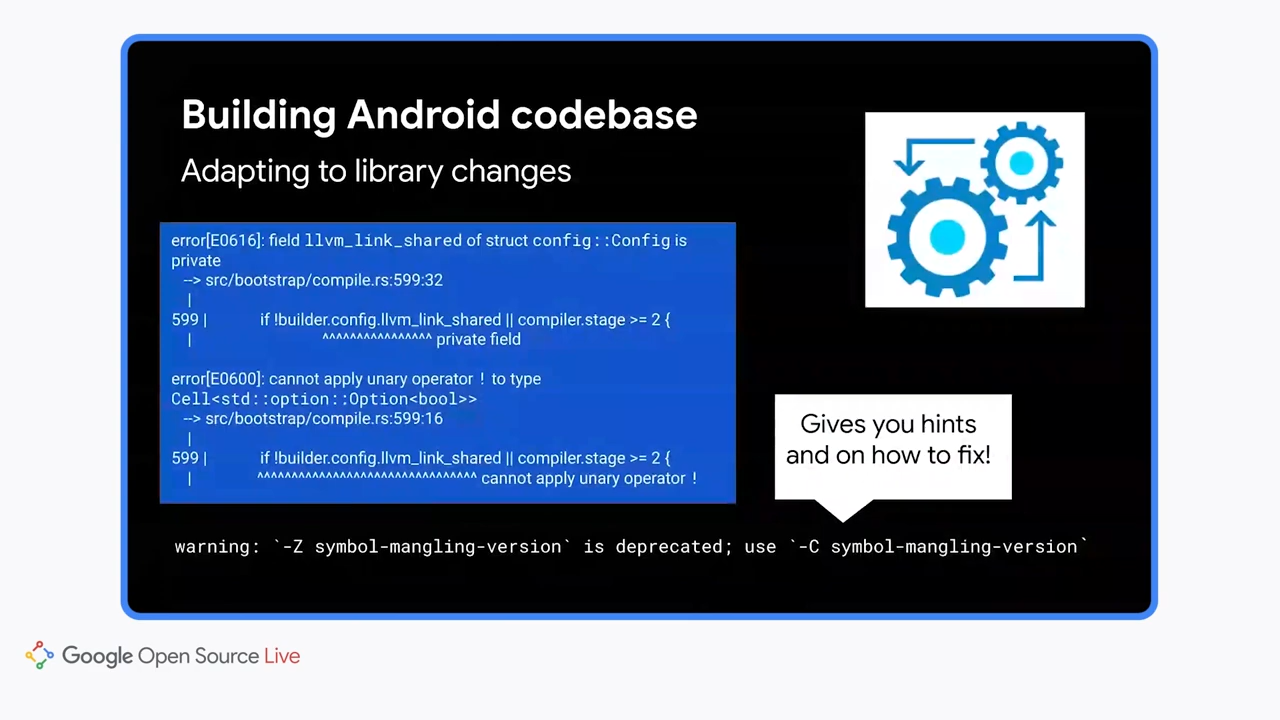 Building Android codebase
Adapting to library changes
error[E0616]: field llvm_link_shared of struct config::Config is
private
--> src/bootstrap/compile.rs:599:32
|
599 | if !builder.config.llvm_link_shared || compiler.stage >= 2 {
| ^^^^^^^^^^^^^^^^ private field
error[E0600]: cannot apply unary operator ! to type
Cell<std::option::Option<bool>>
--> src/bootstrap/compile.rs:599:16
|
599 | if !builder.config.llvm_link_shared || compiler.stage >= 2 {
| ^^^^^^^^^^^^^^^^^^^^^^^^^^^^^^^^ cannot apply unary operator !
Gives you hints
and on how to fix!
warning: `-Z symbol-mangling-version` is deprecated; use `-C symbol-mangling-version`
Google Open Source Live